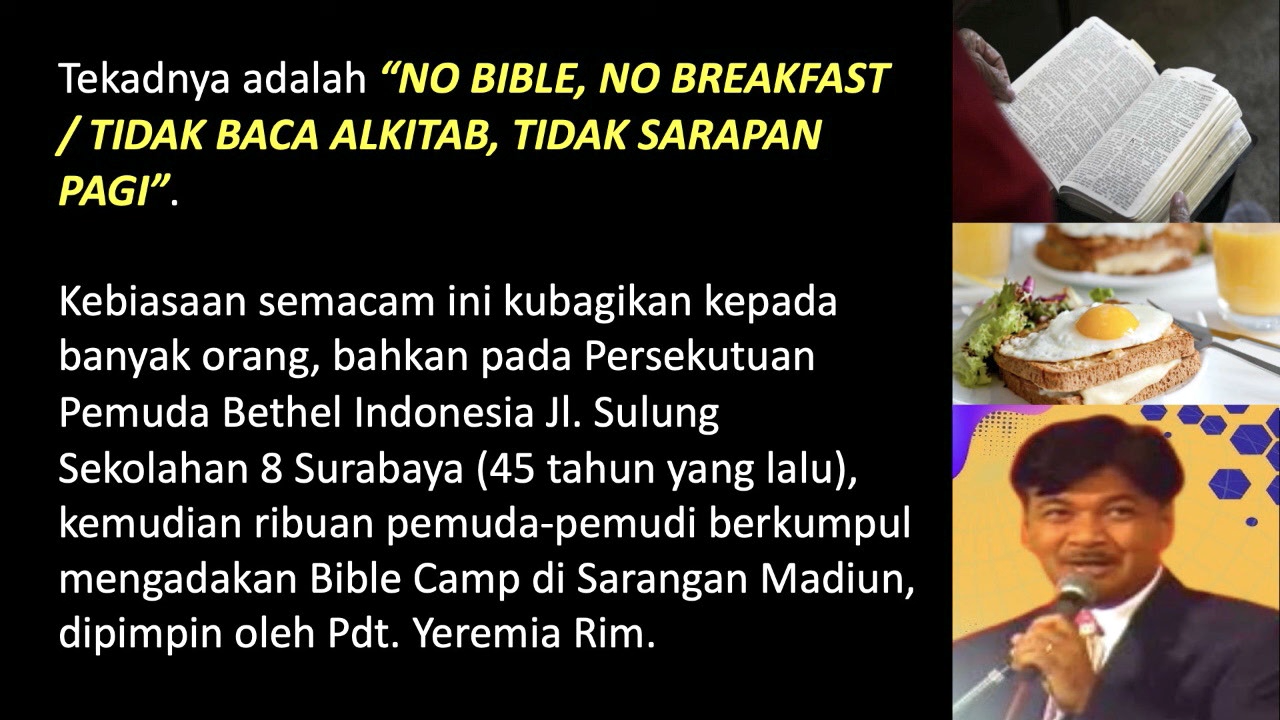 Tekadnya adalah “NO BIBLE, NO BREAKFAST
/ TIDAK BACA ALKITAB, TIDAK SARAPAN
PAGI”.
Kebiasaan semacam ini kubagikan kepada
banyak orang, bahkan pada Persekutuan
Pemuda Bethel Indonesia Jl. Sulung
Sekolahan 8 Surabaya (45 tahun yang lalu),
kemudian ribuan pemuda-pemudi berkumpul
mengadakan Bible Camp di Sarangan Madiun,
dipimpin oleh Pdt. Yeremia Rim.